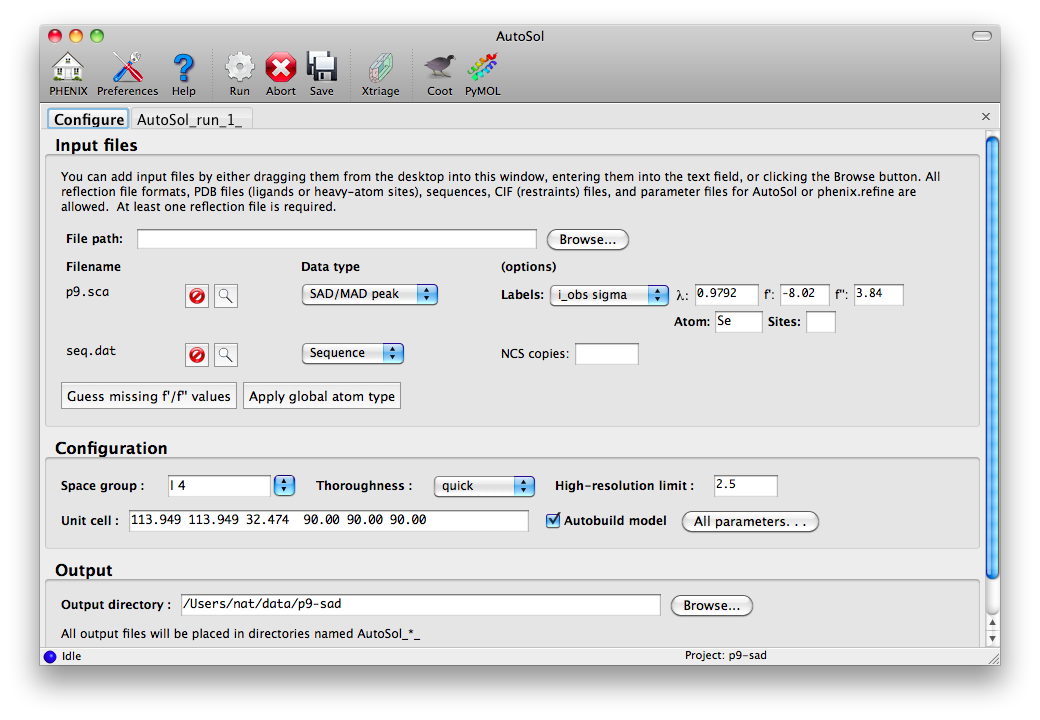 AutoSol
PHENIX Preferences Help Run Abort Save Xtriage Coot PyMOL
Configure AutoSol_run_1_
Input files
You can add input files by either dragging them from the desktop into this window, entering them into the text field, or clicking the Browse button. All
reflection file formats, PDB files (ligands or heavy-atom sites), sequences, CIF (restraints) files, and parameter files for AutoSol or phenix.refine are
allowed. At least one reflection file is required.
File path: Browse...
Filename Data type (options)
p9.sca SAD/MAD peak Labels: i_obs sigma λ: 0.9792 f': -8.02 f": 3.84
Atom: Se Sites:
seq.dat Sequence NCS copies:
Guess missing f'/f" values Apply global atom type
Configuration
Space group : I 4 Thoroughness : quick High-resolution limit : 2.5
Unit cell : 113.949 113.949 32.474 90.00 90.00 90.00 Autobuild model All parameters. . .
Output
Output directory : /Users/nat/data/p9-sad Browse...
All output files will be placed in directories named AutoSol_*_
Idle Project: p9-sad